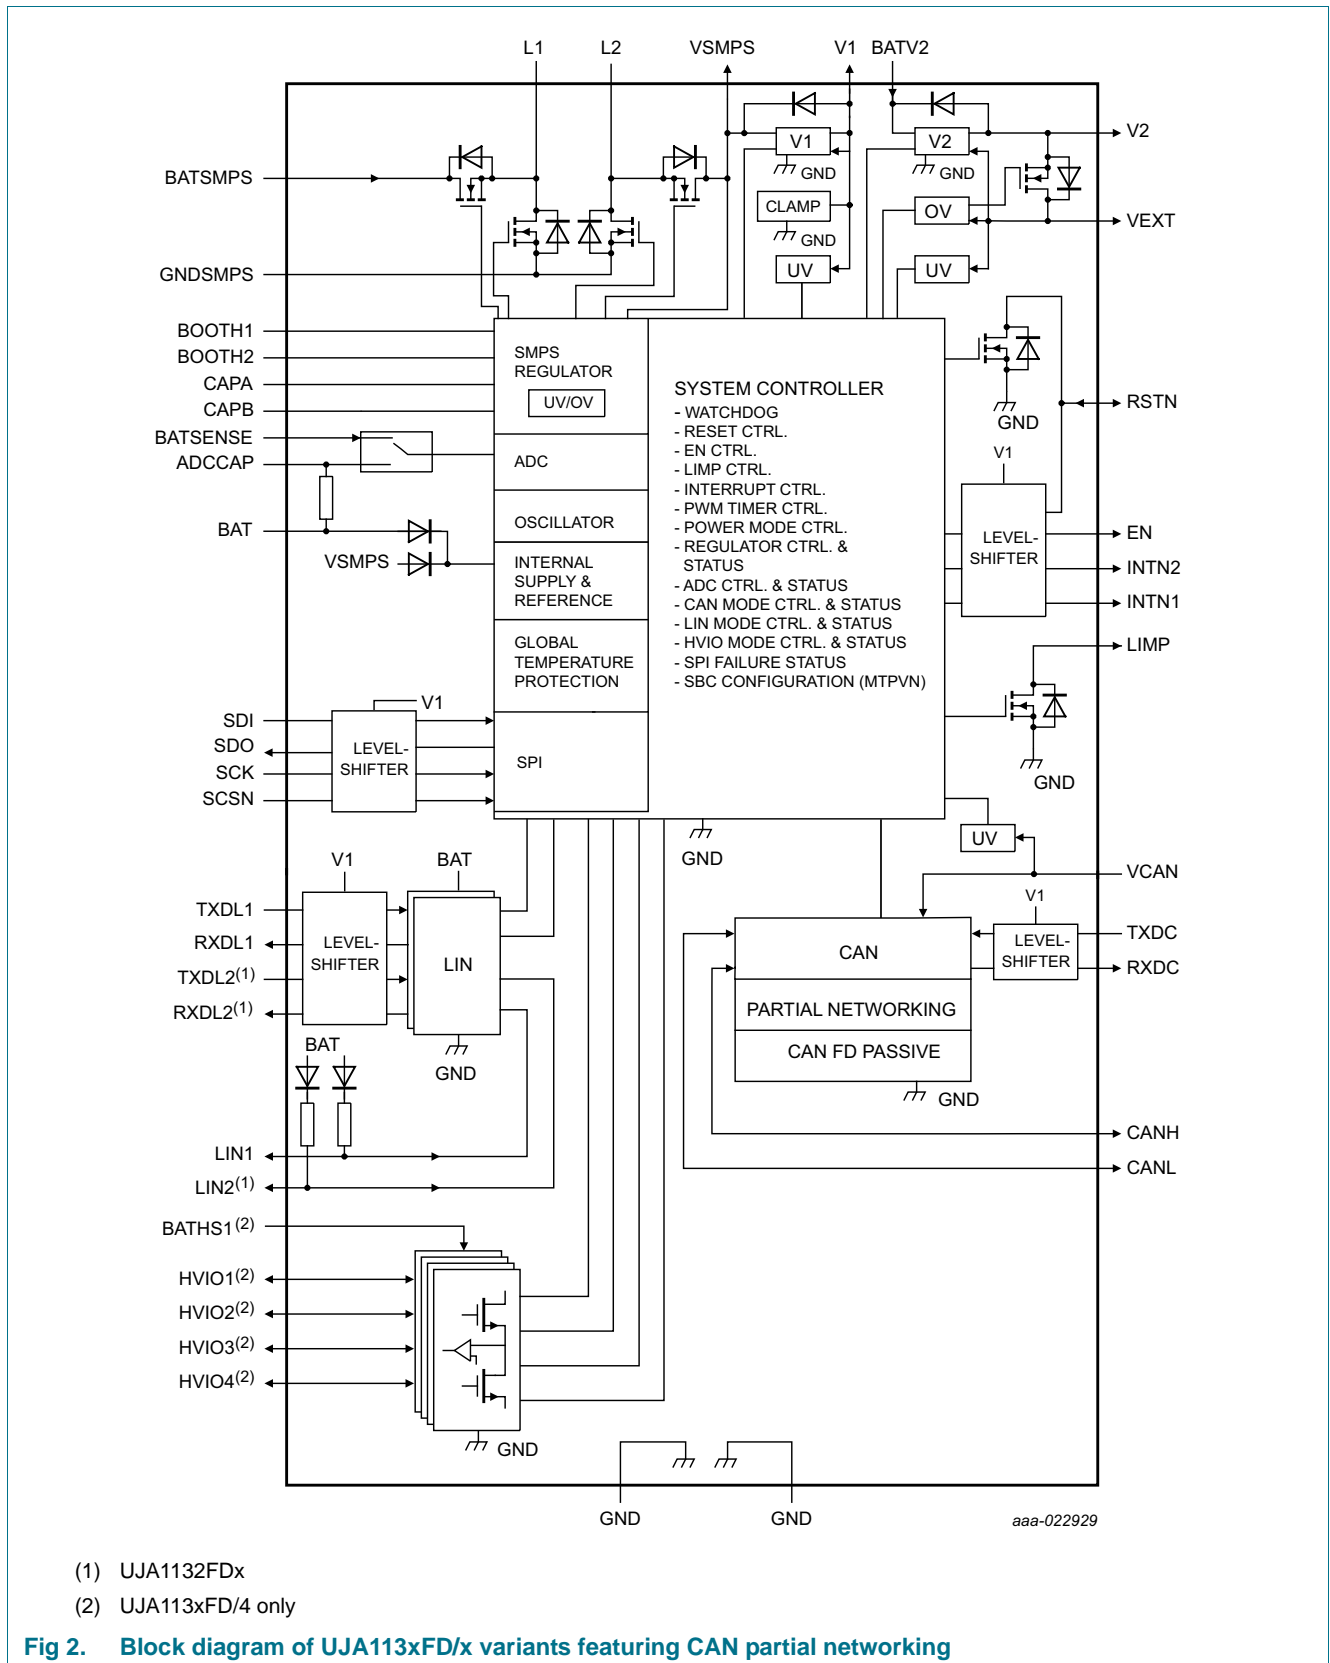 L1 L2 VSMPS V1 BATV2
V1 V2 V2
BATSMPS
GND GND
CLAMP OV VEXT
GND
GNDSMPS UV UV
BOOTH1
BOOTH2
CAPA
CAPB
BATSENSE
ADCCAP
BAT
VSMPS
SMPS
REGULATOR
UV/OV
ADC
OSCILLATOR
INTERNAL
SUPPLY &
REFERENCE
GLOBAL
TEMPERATURE
PROTECTION
SPI
SYSTEM CONTROLLER
- WATCHDOG
- RESET CTRL.
- EN CTRL.
- LIMP CTRL.
- INTERRUPT CTRL.
- PWM TIMER CTRL.
- POWER MODE CTRL.
- REGULATOR CTRL. &
STATUS
- ADC CTRL. & STATUS
- CAN MODE CTRL. & STATUS
- LIN MODE CTRL. & STATUS
- HVIO MODE CTRL. & STATUS
- SPI FAILURE STATUS
- SBC CONFIGURATION (MTPVN)
RSTN
GND
V1
LEVEL-
SHIFTER
EN
INTN2
INTN1
LIMP
GND
V1
SDI
SDO
SCK
SCSN
LEVEL-
SHIFTER
GND
UV
VCAN
V1 BAT
TXDL1
RXDL1
TXDL2(1)
RXDL2(1)
LEVEL-
SHIFTER
LIN
GND
V1
CAN
LEVEL-
SHIFTER
TXDC
RXDC
PARTIAL NETWORKING
CAN FD PASSIVE
GND
BAT
CANH
CANL
LIN1
LIN2(1)
BATHS1(2)
HVIO1(2)
HVIO2(2)
HVIO3(2)
HVIO4(2)
GND
GND GND
aaa-022929
(1) UJA1132FDx
(2) UJA113xFD/4 only
Fig 2. Block diagram of UJA113xFD/x variants featuring CAN partial networking